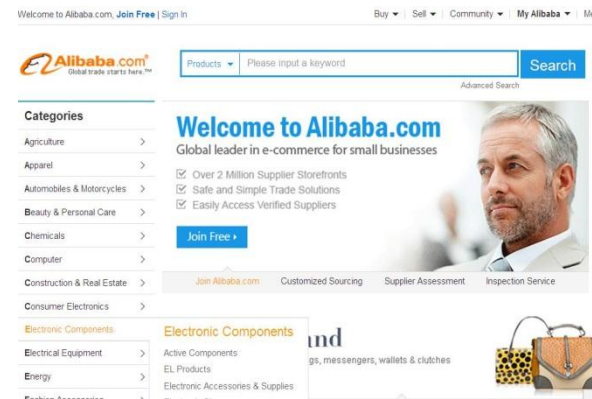 Welcome to Alibaba.com, Join Free | Sign In
Buy Sell Community My Alibaba
Alibaba.com
Global trade starts here.™
Products Please input a keyword Search
Advanced Search
Categories
Agriculture
Apparel
Automobiles & Motorcycles
Beauty & Personal Care
Chemicals
Computer
Construction & Real Estate
Consumer Electronics
Electronic Components
Electrical Equipment
Energy
Welcome to Alibaba.com
Global leader in e-commerce for small businesses
Over 2 Million Supplier Storefronts
Safe and Simple Trade Solutions
Easily Access Verified Suppliers
Join Free
Join Alibaba.com Customized Sourcing Supplier Assessment Inspection Service
Electronic Components
Active Components
EL Products
Electronic Accessories & Supplies
messengers, wallets & clutches